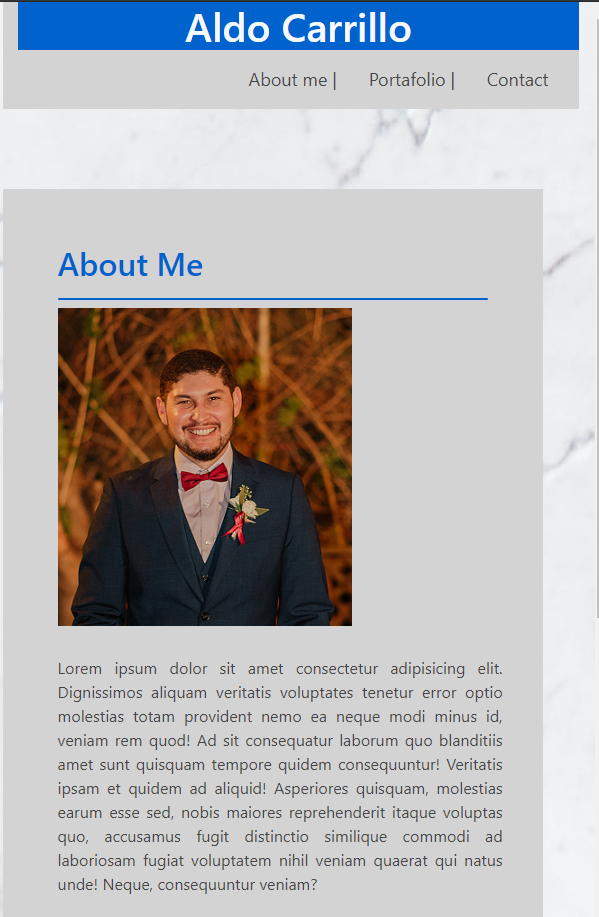 Aldo Carrillo
About me | Portafolio | Contact
About Me
Lorem ipsum dolor sit amet consectetur adipisicing elit.
Dignissimos aliquam veritatis voluptates tenetur error optio
molestias totam provident nemo ea neque modi minus id,
veniam rem quod! Ad sit consequatur laborum quo blanditiis
amet sunt quisquam tempore quidem consequuntur! Veritatis
ipsam et quidem ad aliquid! Asperiores quisquam, molestias
earum esse sed, nobis maiores reprehenderit itaque voluptas
quo, accusamus fugit distinctio similique commodi ad
laboriosam fugiat voluptatem nihil veniam quaerat qui natus
unde! Neque, consequuntur veniam?